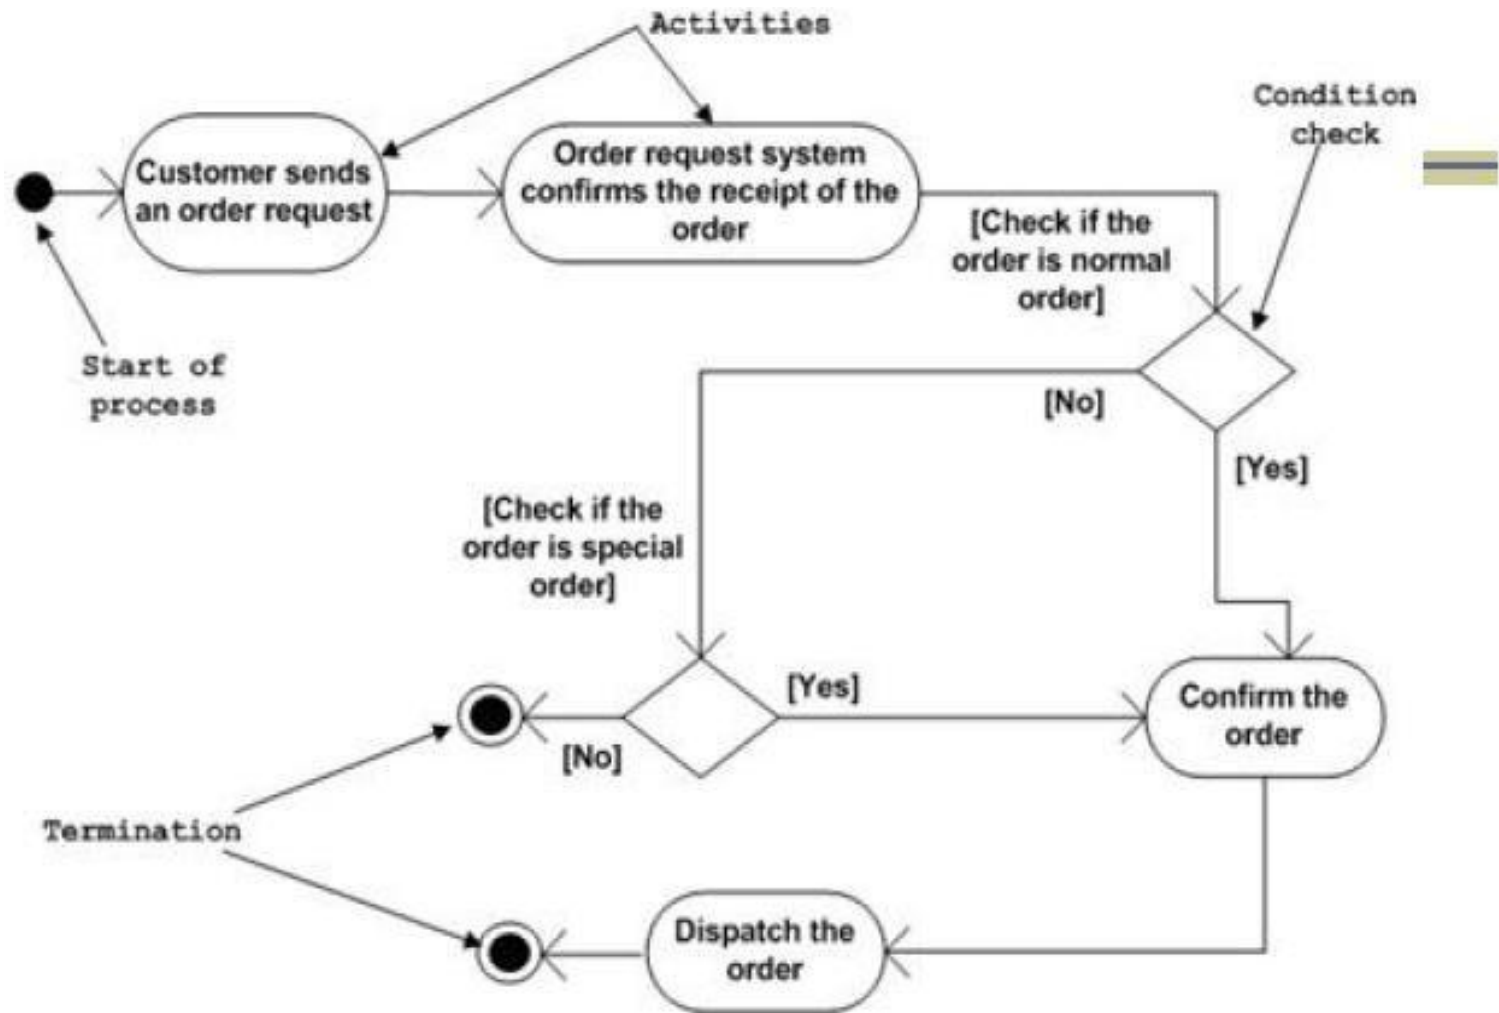 Activities
Condition
check
Customer sends
an order request
Order request system
confirms the receipt of the
order
[Check if the
order is normal
order]
Start of
process
[No]
[Yes]
[Check if the
order is special
order]
[Yes]
[No]
Confirm the
order
Termination
Dispatch the
order